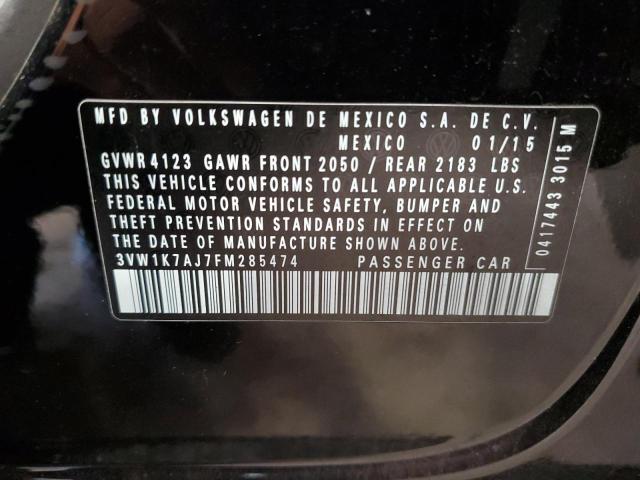 MFD BY VOLKSWAGEN DE MEXICO S.A. DE C.V.
MEXICO 01/15
GVWR 4123 GAWR FRONT 2050 / REAR 2183 LBS
THIS VEHICLE CONFORMS TO ALL APPLICABLE U.S.
FEDERAL MOTOR VEHICLE SAFETY, BUMPER AND
THEFT PREVENTION STANDARDS IN EFFECT ON
THE DATE OF MANUFACTURE SHOWN ABOVE.
3VW1K7AJ7FM285474 PASSENGER CAR
0417443 3015 M